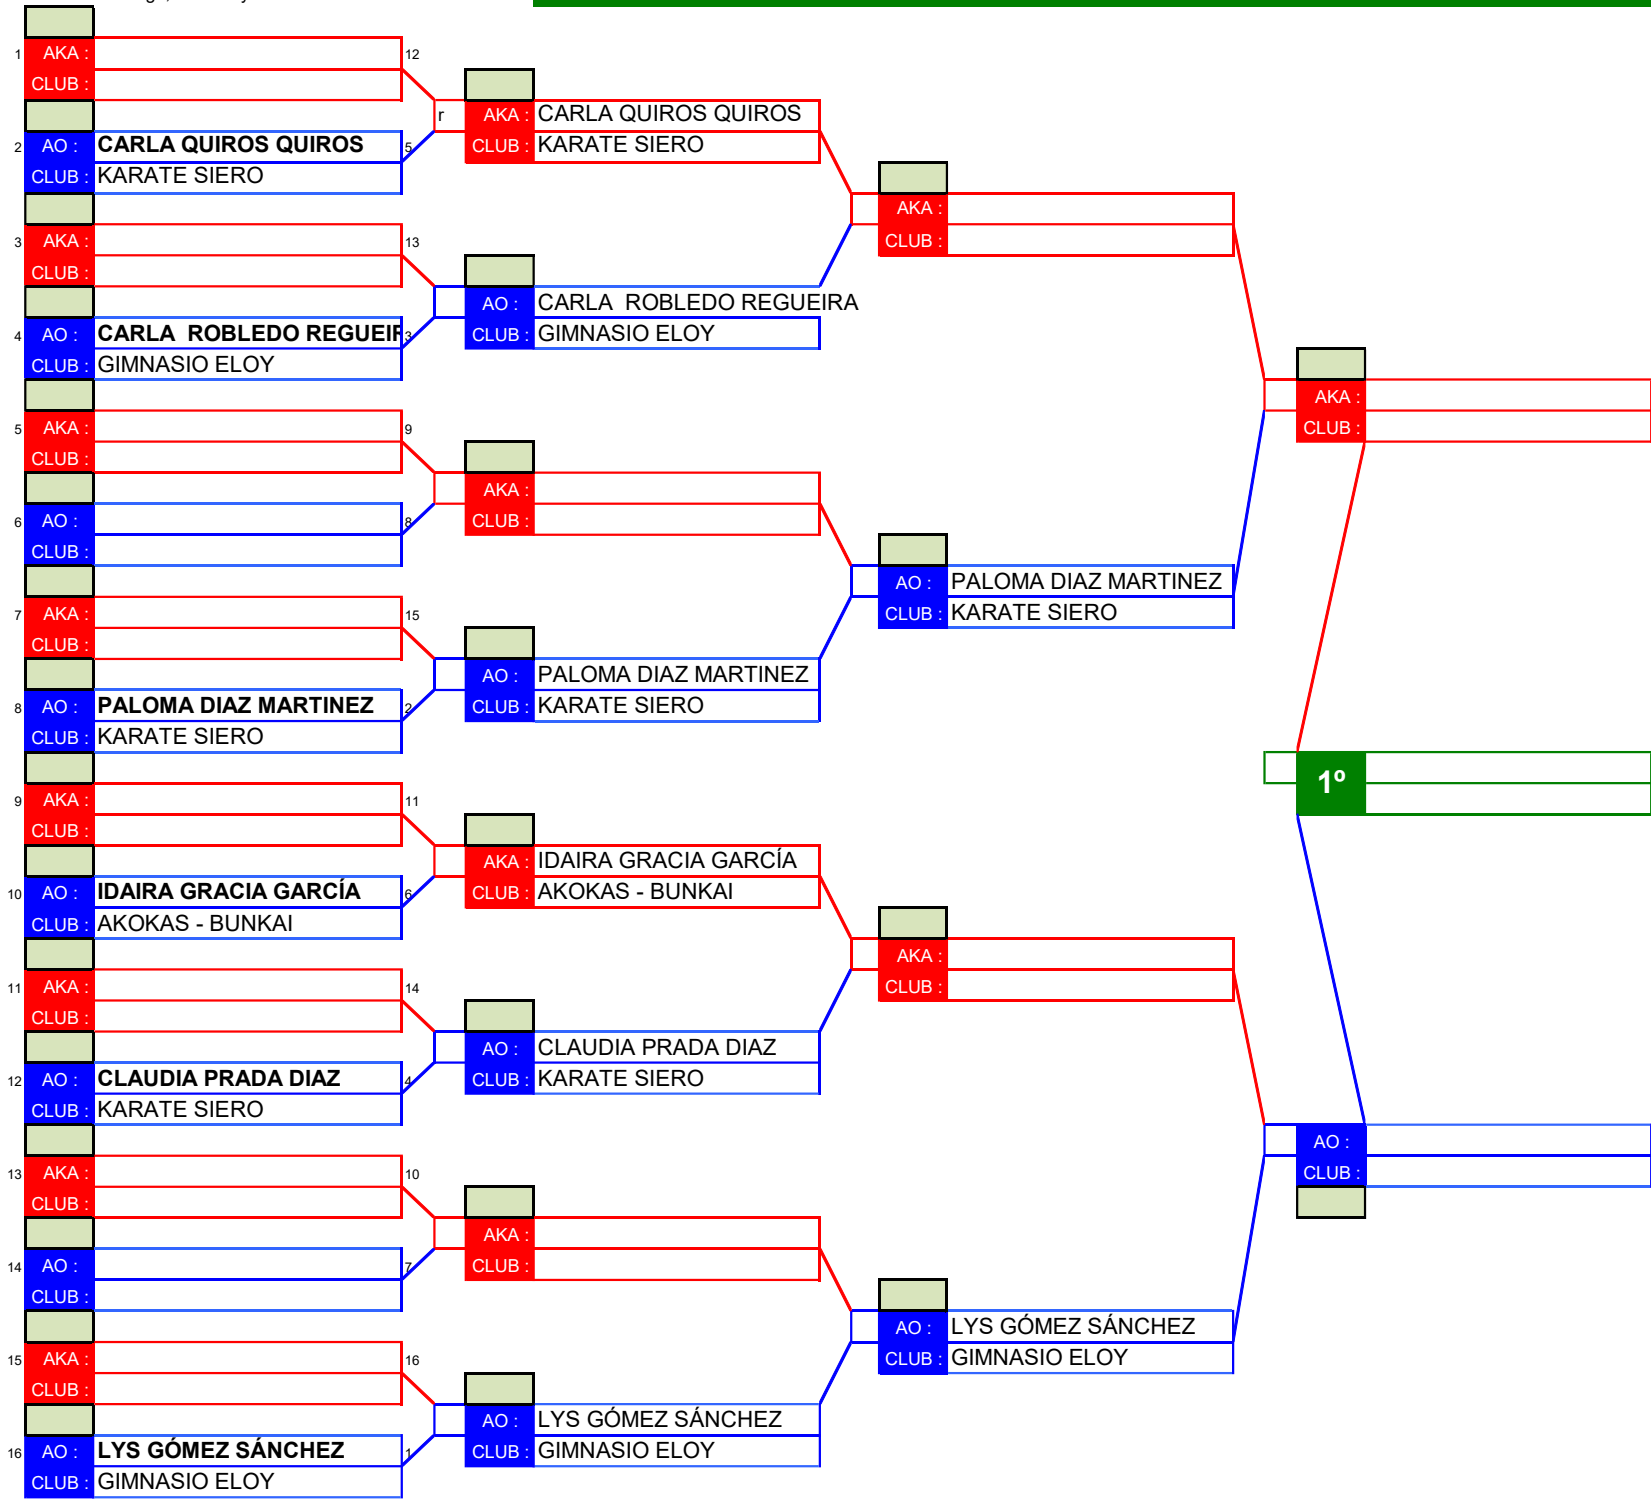 1 AKA : 12
CLUB :
2 AO : CARLA QUIROS QUIROS 5
CLUB : KARATE SIERO
3 AKA : 13
CLUB :
4 AO : CARLA  ROBLEDO REGUEIR 3
CLUB : GIMNASIO ELOY
5 AKA : 9
CLUB :
6 AO : 8
CLUB :
7 AKA : 15
CLUB :
8 AO : PALOMA DIAZ MARTINEZ 2
CLUB : KARATE SIERO
9 AKA : 11
CLUB :
10 AO : IDAIRA GRACIA GARCÍA 6
CLUB : AKOKAS - BUNKAI
11 AKA : 14
CLUB :
12 AO : CLAUDIA PRADA DIAZ 4
CLUB : KARATE SIERO
13 AKA : 10
CLUB :
14 AO : 7
CLUB :
15 AKA : 16
CLUB :
16 AO : LYS GÓMEZ SÁNCHEZ 1
CLUB : GIMNASIO ELOY
r AKA : CARLA QUIROS QUIROS
CLUB : KARATE SIERO
AO : CARLA  ROBLEDO REGUEIRA
CLUB : GIMNASIO ELOY
AKA :
CLUB :
AO : PALOMA DIAZ MARTINEZ
CLUB : KARATE SIERO
AKA : IDAIRA GRACIA GARCÍA
CLUB : AKOKAS - BUNKAI
AO : CLAUDIA PRADA DIAZ
CLUB : KARATE SIERO
AKA :
CLUB :
AO : LYS GÓMEZ SÁNCHEZ
CLUB : GIMNASIO ELOY
AKA :
CLUB :
AO : PALOMA DIAZ MARTINEZ
CLUB : KARATE SIERO
AKA :
CLUB :
AO : LYS GÓMEZ SÁNCHEZ
CLUB : GIMNASIO ELOY
AKA :
CLUB :
1º
AO :
CLUB :